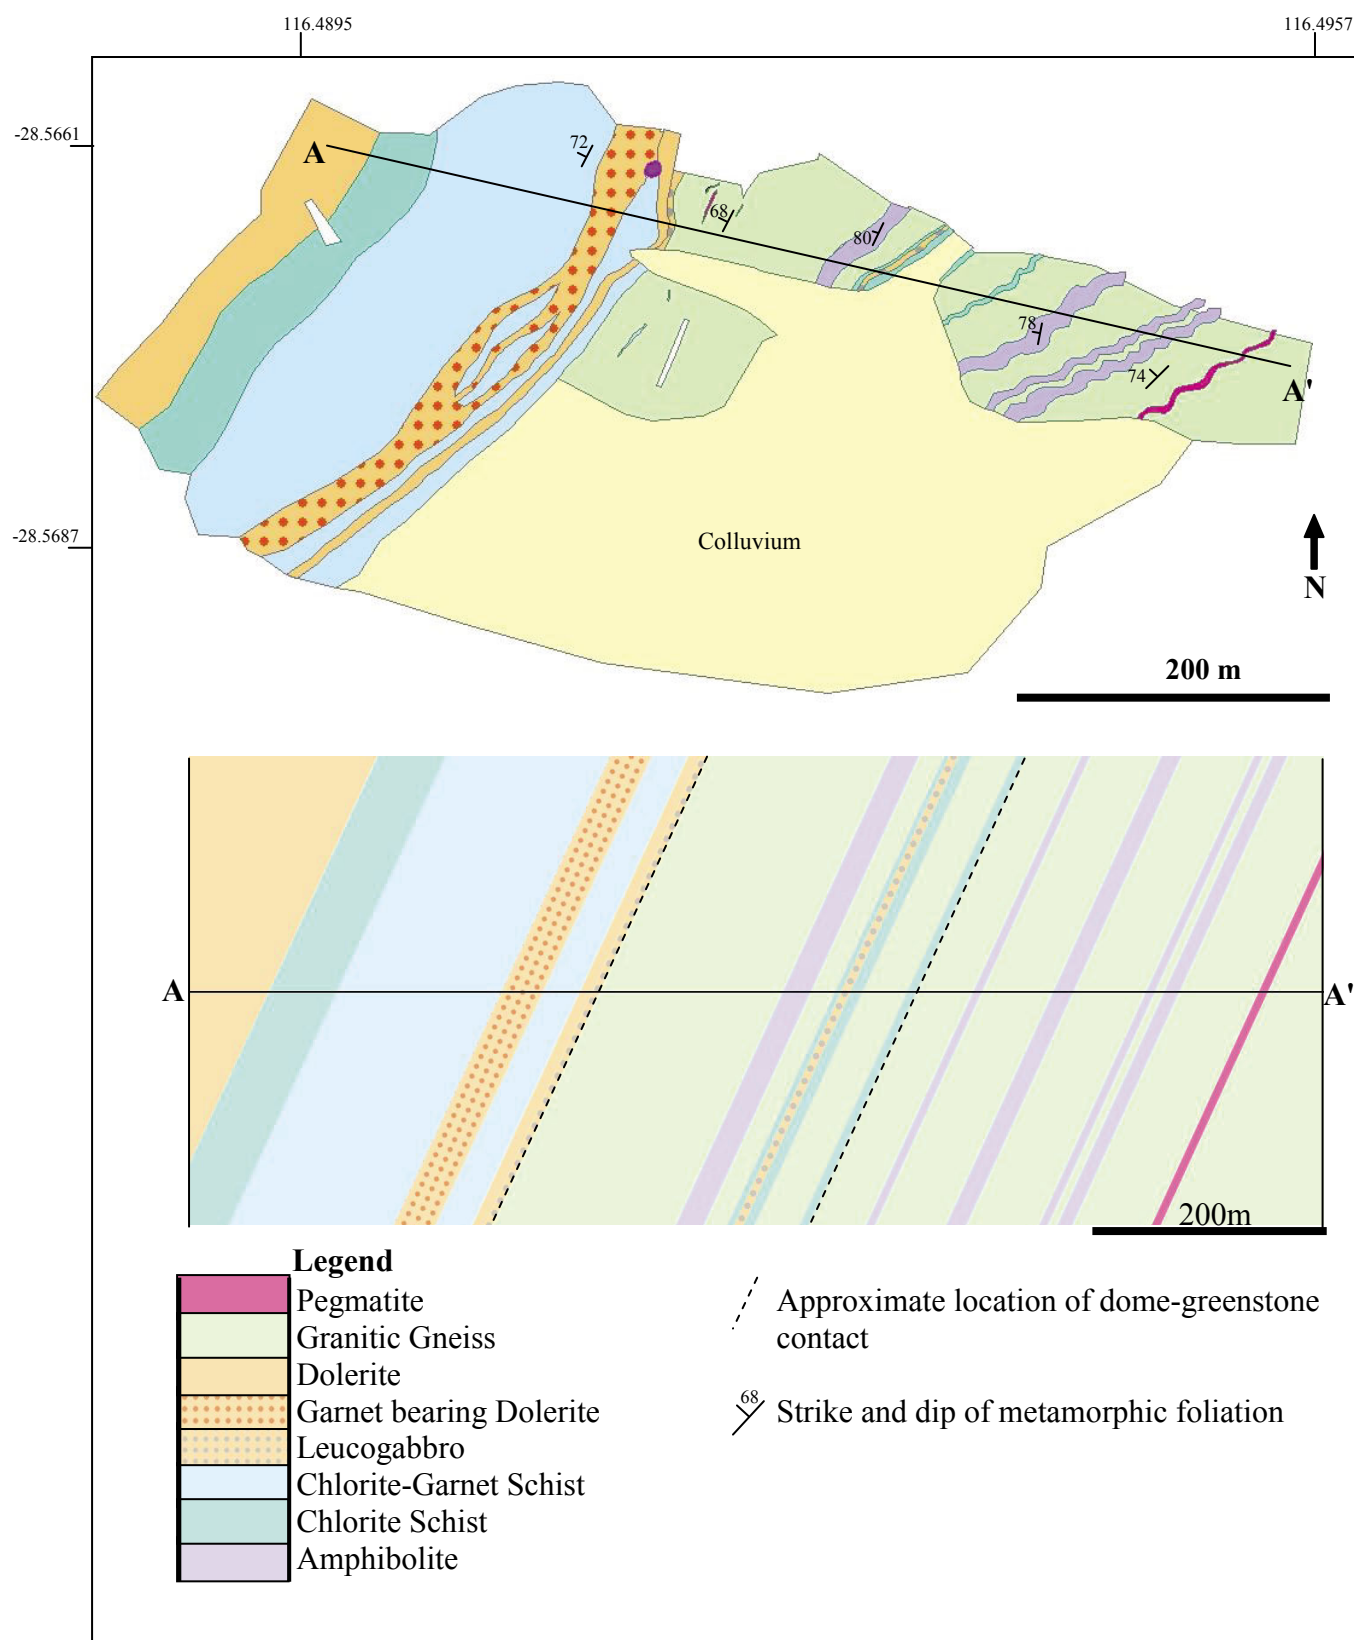 116.4895
116.4957
-28.5661
72
A
68
80
78
74
A'
-28.5687
Colluvium
N
200 m
A
A'
200m
Legend
Pegmatite
Granitic Gneiss
Dolerite
Garnet bearing Dolerite
Leucogabbro
Chlorite-Garnet Schist
Chlorite Schist
Amphibolite
Approximate location of dome-greenstone
contact
68
Strike and dip of metamorphic foliation